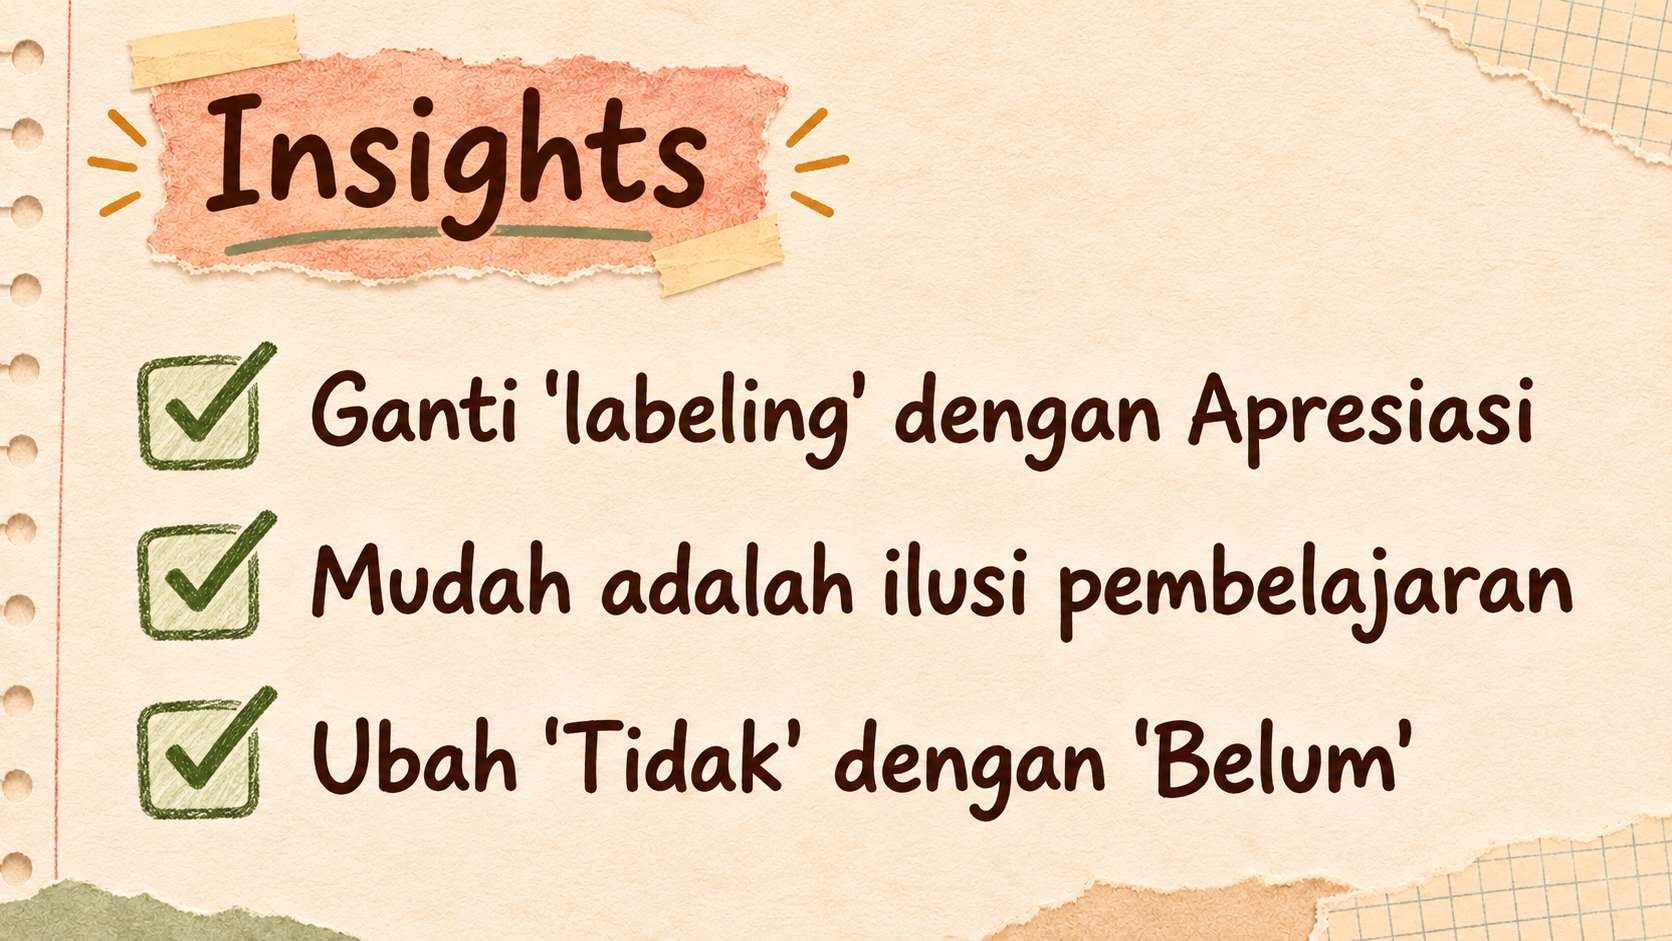 Insights
Ganti ‘labeling’ dengan Apresiasi
Mudah adalah ilusi pembelajaran
Ubah ‘Tidak’ dengan ‘Belum’